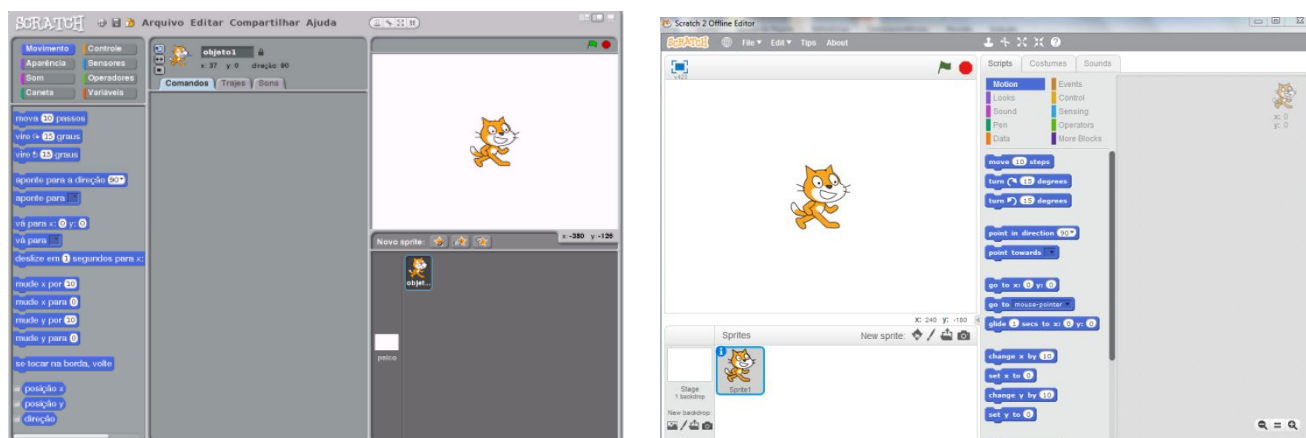 SCRATCH Arquivo Editar Compartilhar Ajuda
Movimento Controle
Aparência Sensores
Som Operadores
Caneta Variáveis
objeto1
x: 37 y: 0 direção: 90
Comandos Trajes Sons
mova 10 passos
vire 15 graus
vire 15 graus
aponte para a direção 90
aponte para
vá para x: 0 y: 0
vá para
deslize em 1 segundos para x:
mude x por 10
mude x para 0
mude y por 10
mude y para 0
se tocar na borda, volte
posição x
posição y
direção
x:-380 y:-126
Novo sprite:
objet...
palco
Scratch 2 Offline Editor
SCRATCH File Edit Tips About
Scripts Costumes Sounds
Motion Events
Looks Control
Sound Sensing
Pen Operators
Data More Blocks
x: 0
y: 0
move 10 steps
turn 15 degrees
turn 15 degrees
point in direction 90
point towards
go to x: 0 y: 0
go to mouse-pointer
glide 1 secs to x: 0 y: 0
change x by 10
set x to 0
change y by 10
set y to 0
X: 240 y: -180
Sprites New sprite:
Stage
1 backdrop
Sprite1
New backdrop: